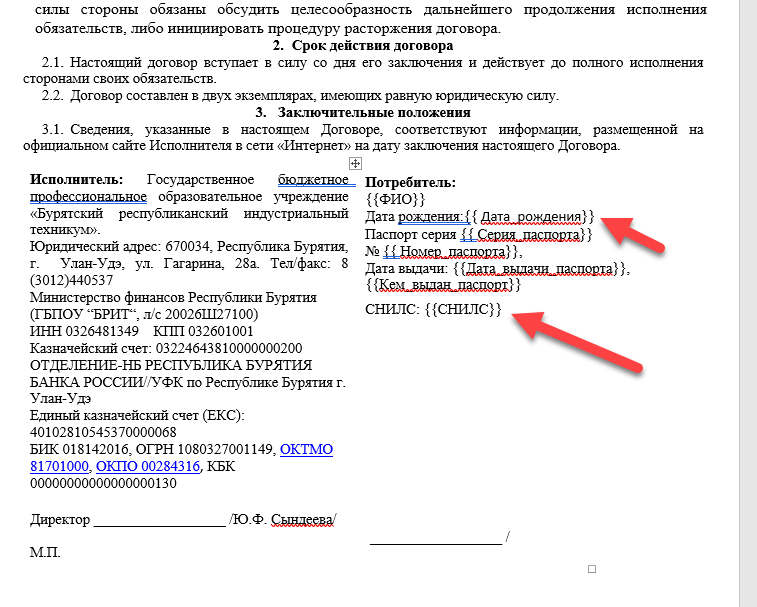 силы стороны обязаны обсудить целесообразность дальнейшего продолжения исполнения
обязательств, либо инициировать процедуру расторжения договора.
2. Срок действия договора
2.1. Настоящий договор вступает в силу со дня его заключения и действует до полного исполнения
сторонами своих обязательств.
2.2. Договор составлен в двух экземплярах, имеющих равную юридическую силу.
3. Заключительные положения
3.1. Сведения, указанные в настоящем Договоре, соответствуют информации, размещенной на
официальном сайте Исполнителя в сети «Интернет» на дату заключения настоящего Договора.
Исполнитель: Государственное бюджетное
профессиональное образовательное учреждение
«Бурятский республиканский индустриальный
техникум».
Юридический адрес: 670034, Республика Бурятия,
г. Улан-Удэ, ул. Гагарина, 28а. Тел/факс: 8
(3012)440537
Министерство финансов Республики Бурятия
(ГБПОУ “БРИТ“, л/с 20026Ш27100)
ИНН 0326481349 КПП 032601001
Казначейский счет: 03224643810000000200
ОТДЕЛЕНИЕ-НБ РЕСПУБЛИКА БУРЯТИЯ
БАНКА РОССИИ//УФК по Республике Бурятия г.
Улан-Удэ
Единый казначейский счет (ЕКС):
40102810545370000068
БИК 018142016, ОГРН 1080327001149, ОКТМО
81701000, ОКПО 00284316, КБК
00000000000000000130
Директор ___________________ /Ю.Ф. Сындеева/
М.П.
Потребитель:
{{ФИО}}
Дата рождения:{{ Дата_рождения}}
Паспорт серия {{ Серия_паспорта}}
№ {{ Номер_паспорта}},
Дата выдачи: {{Дата_выдачи_паспорта}},
{{Кем_выдан_паспорт}}
СНИЛС: {{СНИЛС}}
___________________ /